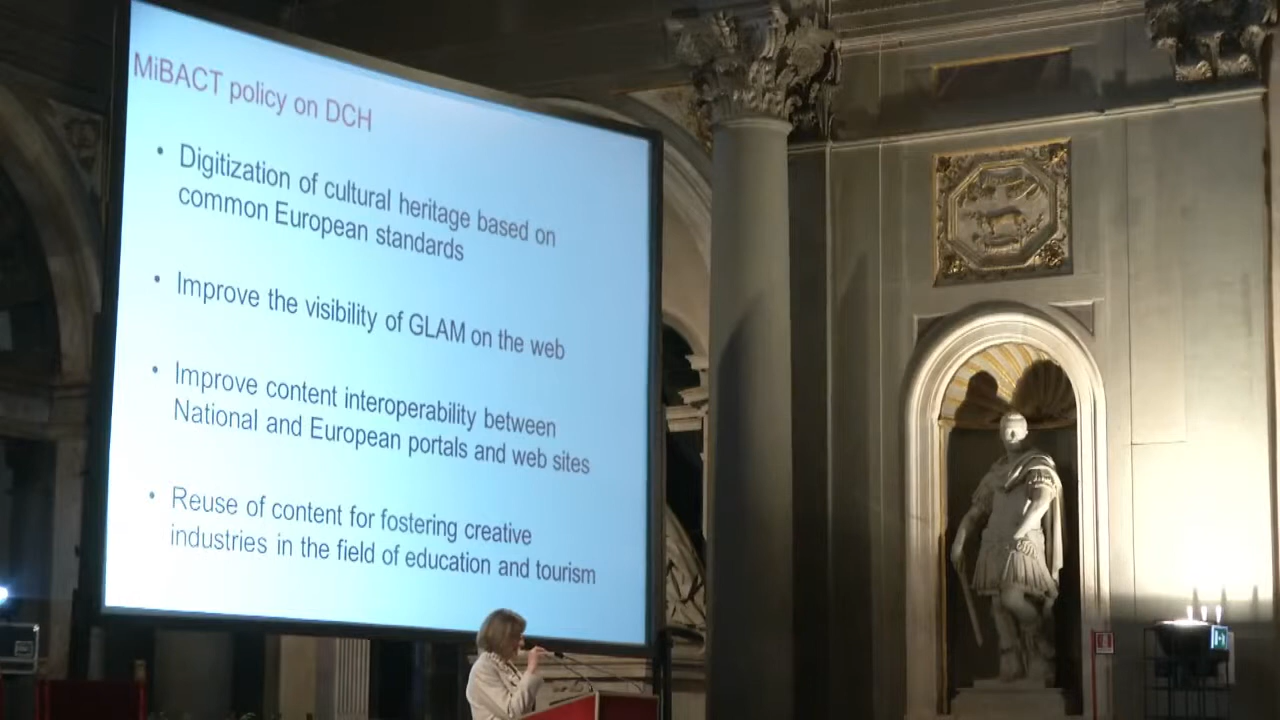 MiBACT policy on DCH
• Digitization of cultural heritage based on
common European standards
• Improve the visibility of GLAM on the web
• Improve content interoperability between
National and European portals and web sites
• Reuse of content for fostering creative
industries in the field of education and tourism